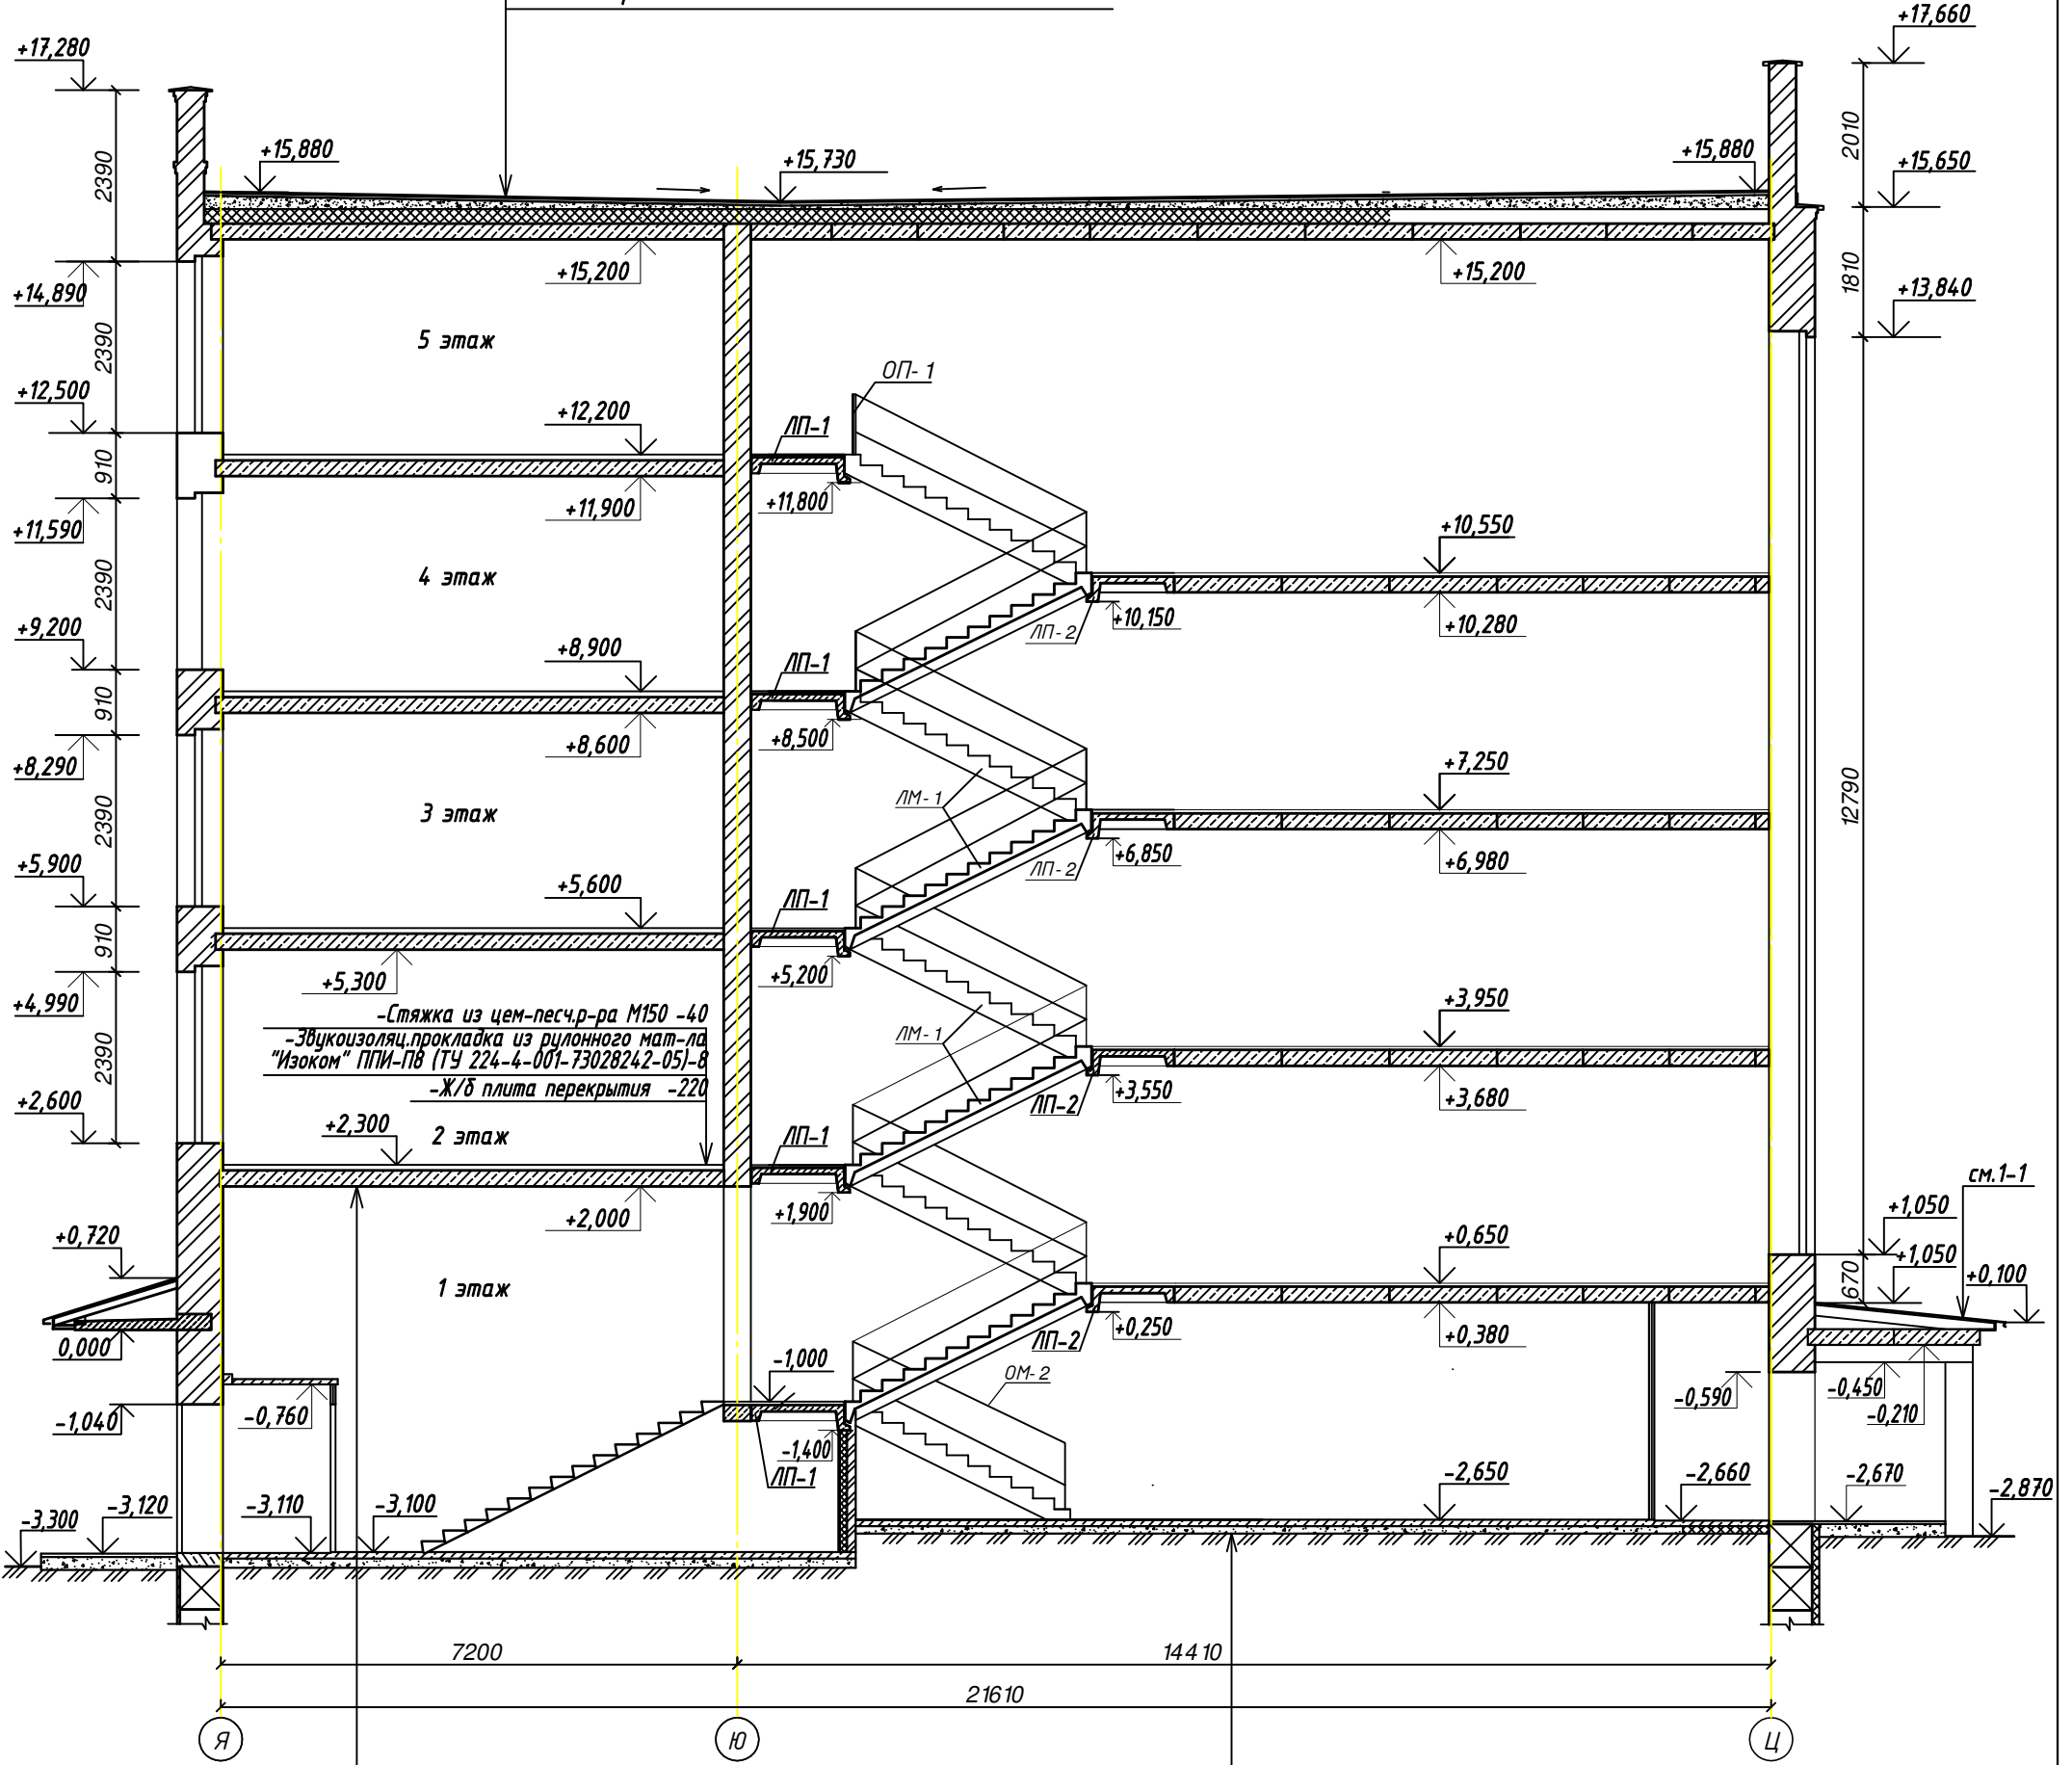 +17,660
+17,280
2010
+15,880
+15,730
+15,880
+15,650
2390
+15,200
+15,200
1810
+13,840
+14,890
5 этаж
2390
ОП-1
+12,500
+12,200
ЛП-1
910
+11,900
+11,800
+11,590
+10,550
4 этаж
2390
+10,150
+10,280
ЛП-2
+9,200
+8,900
ЛП-1
910
+8,600
+8,500
+8,290
+7,250
ЛМ-1
12790
3 этаж
2390
+6,850
+6,980
ЛП-2
+5,900
+5,600
ЛП-1
910
+5,300
+5,200
+4,990
+3,950
-Стяжка из цем-песч.р-ра М150 -40
-Звукоизоляц.прокладка из рулонного мат-ла
"Изоком" ППИ-П8 (ТУ 224-4-001-73028242-05)-8
-Ж/б плита перекрытия -220
ЛМ-1
2390
+3,550
+3,680
ЛП-2
+2,600
+2,300
2 этаж
ЛП-1
см.1-1
+2,000
+1,900
+1,050
+0,720
+0,650
+1,050
670
+0,100
1 этаж
+0,250
+0,380
ЛП-2
0,000
-1,000
ОМ-2
-0,590
-0,450
-0,210
-1,040
-0,760
-1,400
ЛП-1
-2,650
-2,660
-2,670
-2,870
-3,300
-3,120
-3,110
-3,100
7200
14410
21610
Я
Ю
Ц